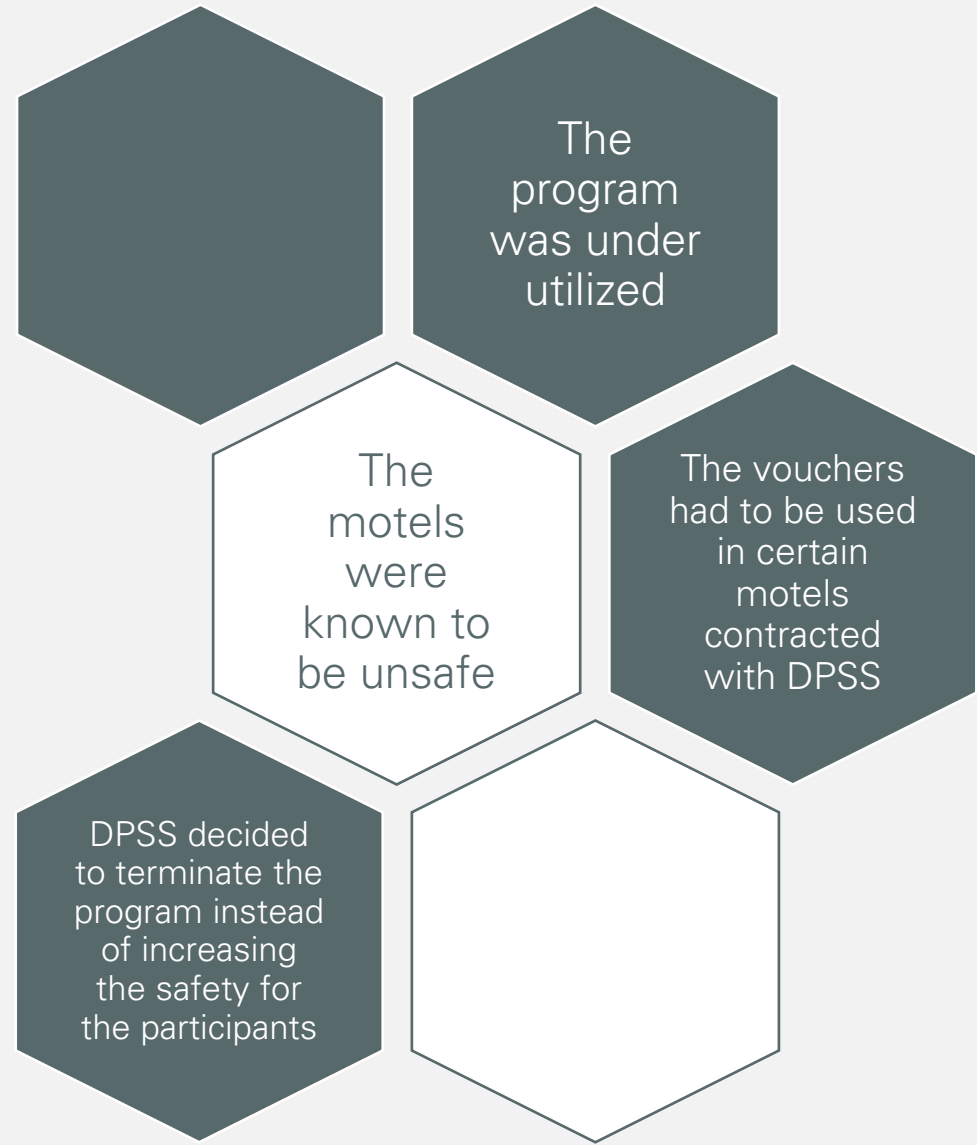 The
program
was under
utilized
The
motels
were
known to
be unsafe
The vouchers
had to be used
in certain
motels
contracted
with DPSS
DPSS decided
to terminate the
program instead
of increasing
the safety for
the participants